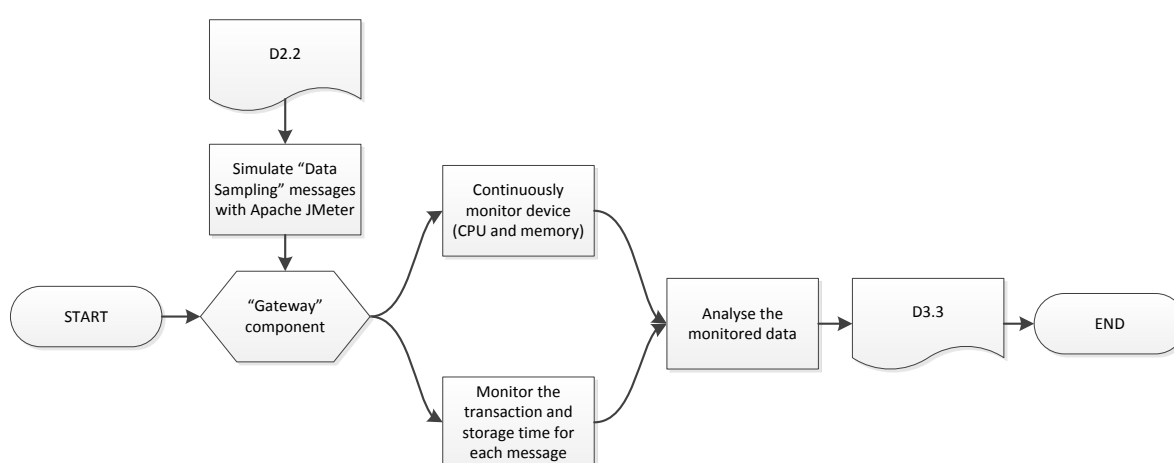 D2.2
Simulate “Data
Sampling” messages
with Apache JMeter
Continuously
monitor device
(CPU and memory)
START
“Gateway”
component
Analyse the
monitored data
D3.3
END
Monitor the
transaction and
storage time for
each message